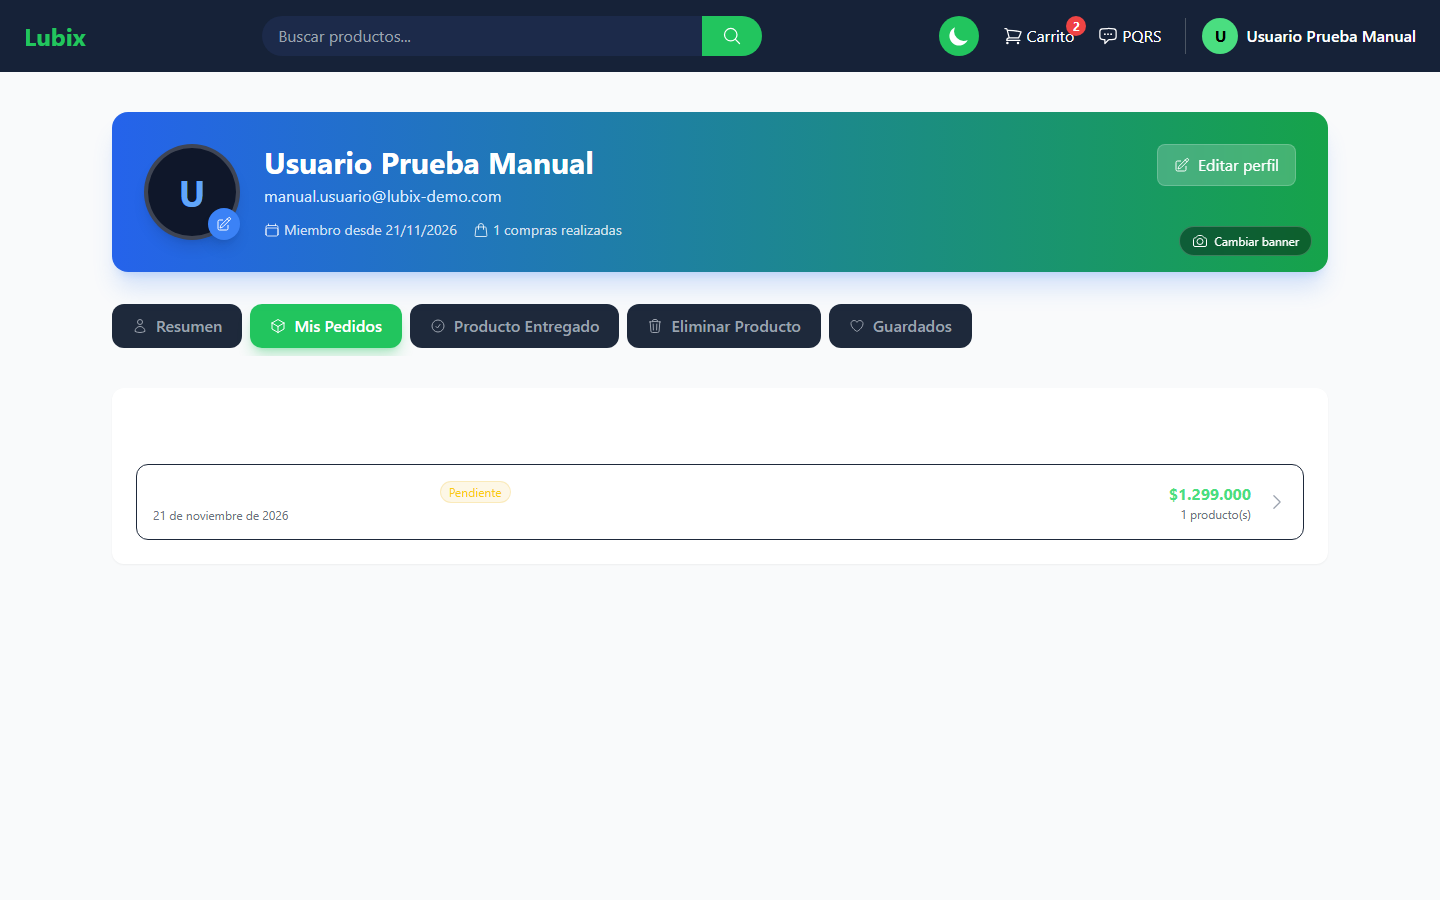 Lubix
Buscar productos...
Carrito
2
PQRS
U
Usuario Prueba Manual
U
Usuario Prueba Manual
manual.usuario@lubix-demo.com
Miembro desde 21/11/2026
1 compras realizadas
Editar perfil
Cambiar banner
Resumen
Mis Pedidos
Producto Entregado
Eliminar Producto
Guardados
Pendiente
21 de noviembre de 2026
$1.299.000
1 producto(s)